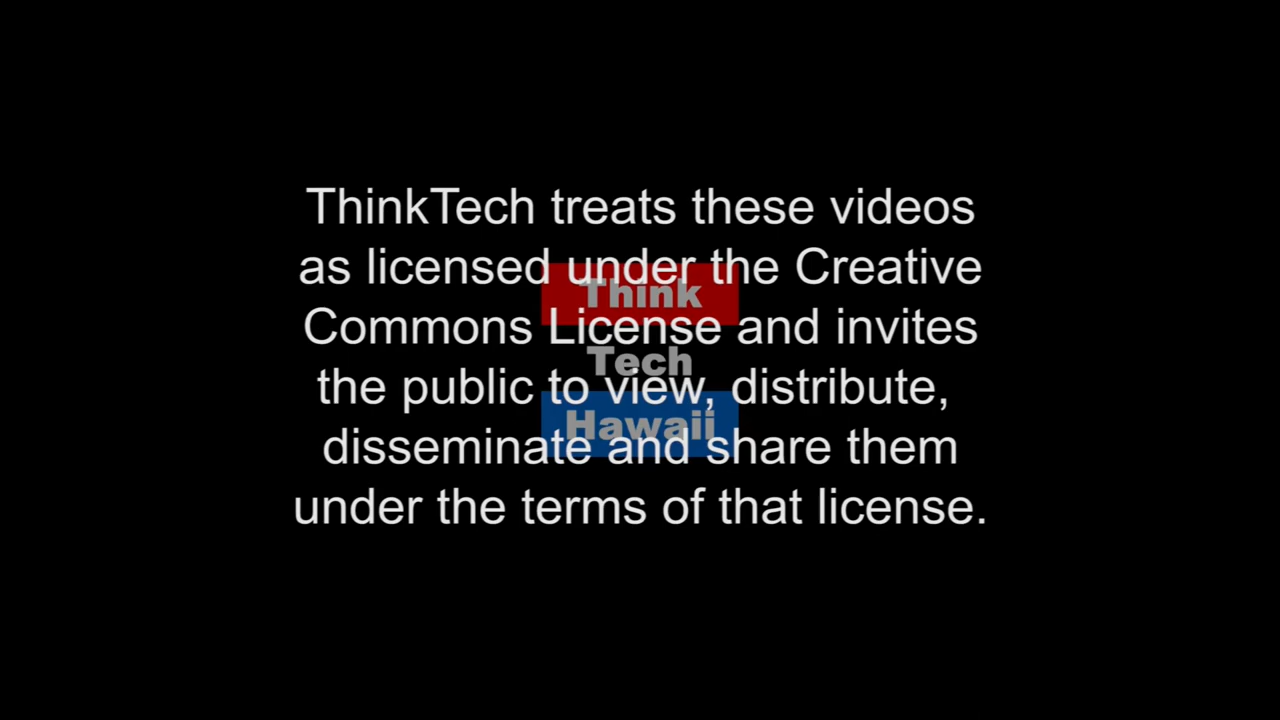 ThinkTech treats these videos
as licensed under the Creative
Think
Commons License and invites
Tech
the public to view, distribute,
Hawaii
disseminate and share them
under the terms of that license.